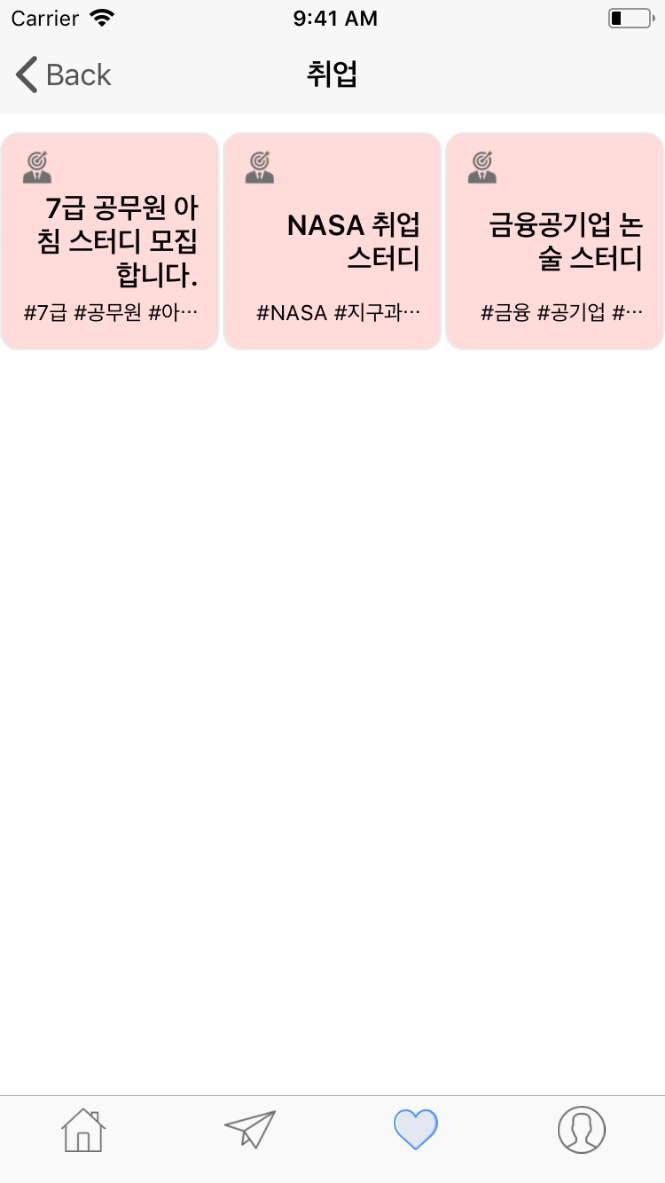 Carrier 9:41 AM
Back 취업
7급 공무원 아
침 스터디 모집
합니다.
#7급 #공무원 #아…
NASA 취업
스터디
#NASA #지구과…
금융공기업 논
술 스터디
#금융 #공기업 #…